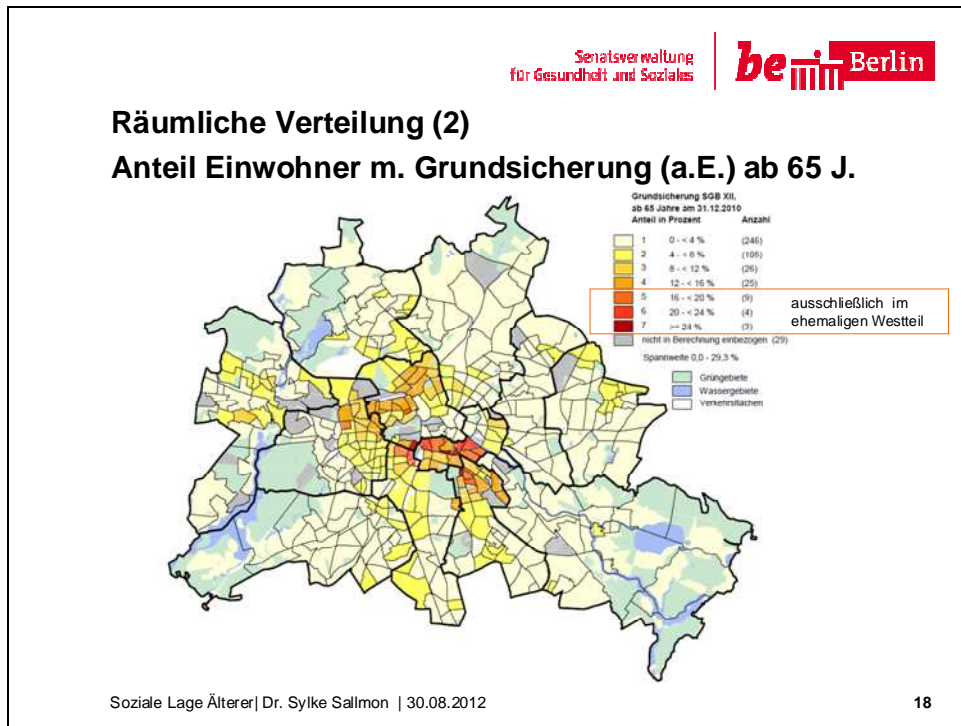 Senatsverwaltung
für Gesundheit und Soziales
be Berlin
Räumliche Verteilung (2)
Anteil Einwohner m. Grundsicherung (a.E.) ab 65 J.
Grundsicherung SGB XII,
ab 65 Jahre am 31.12.2010
Anteil in Prozent Anzahl
1 0 - < 4 % (246)
2 4 - < 8 % (106)
3 8 - < 12 % (26)
4 12 - < 16 % (25)
5 16 - < 20 % (9)
6 20 - < 24 % (4)
7 >= 24 % (3)
ausschließlich im
ehemaligen Westteil
nicht in Berechnung einbezogen (29)
Spannweite 0,0 - 29,3 %
Grüngebiete
Wassergebiete
Verkehrsflächen
Soziale Lage Älterer| Dr. Sylke Sallmon | 30.08.2012
18